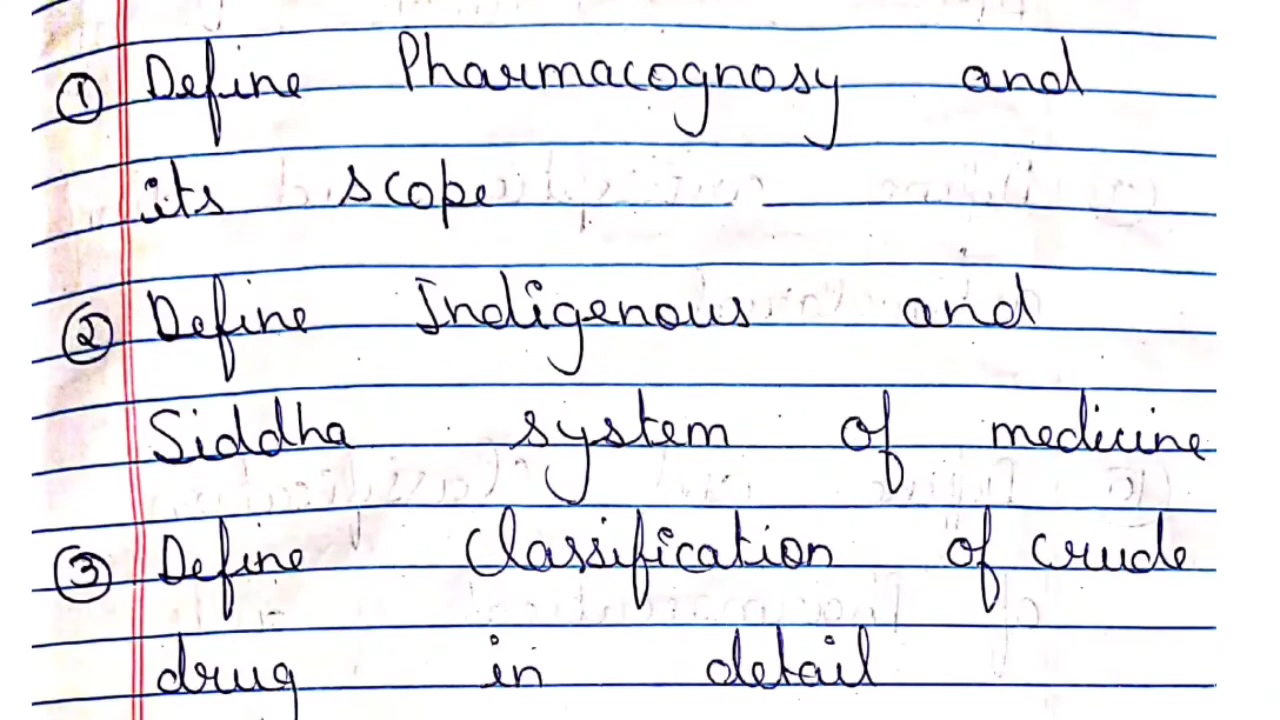 ① Define Pharmacognosy and
its scope
② Define Indigenous and
Siddha system of medicine
③ Define Classification of crude
drug in detail